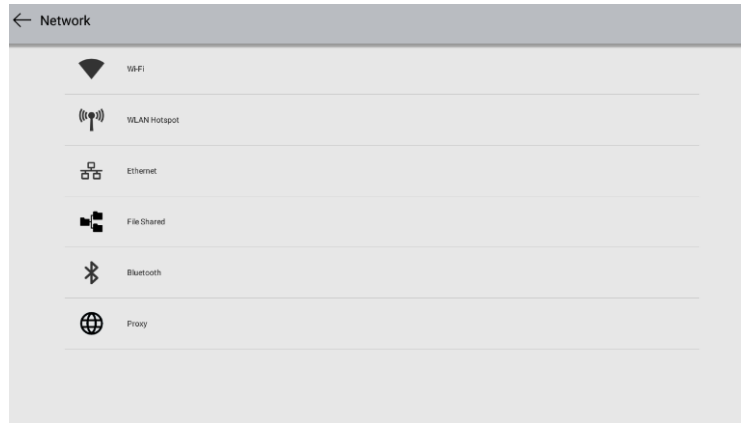 Network
Wi-Fi
WLAN Hotspot
Ethernet
File Shared
Bluetooth
Proxy